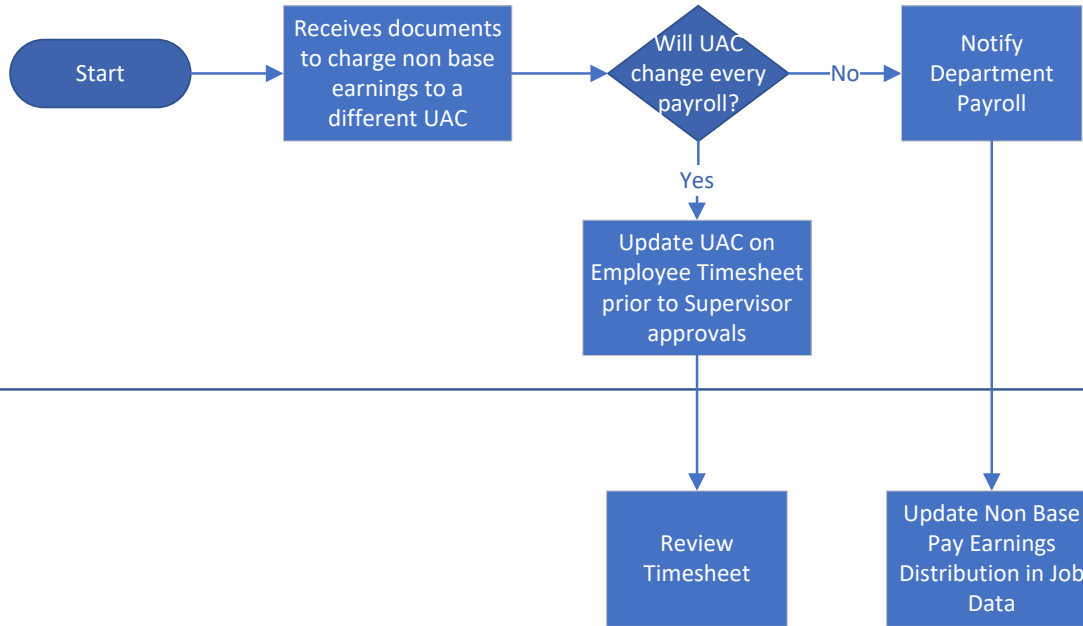 Start
Receives documents
to charge non base
earnings to a
different UAC
Will UAC
change every
payroll?
No
Notify
Department
Payroll
Yes
Update UAC on
Employee Timesheet
prior to Supervisor
approvals
Review
Timesheet
Update Non Base
Pay Earnings
Distribution in Job
Data